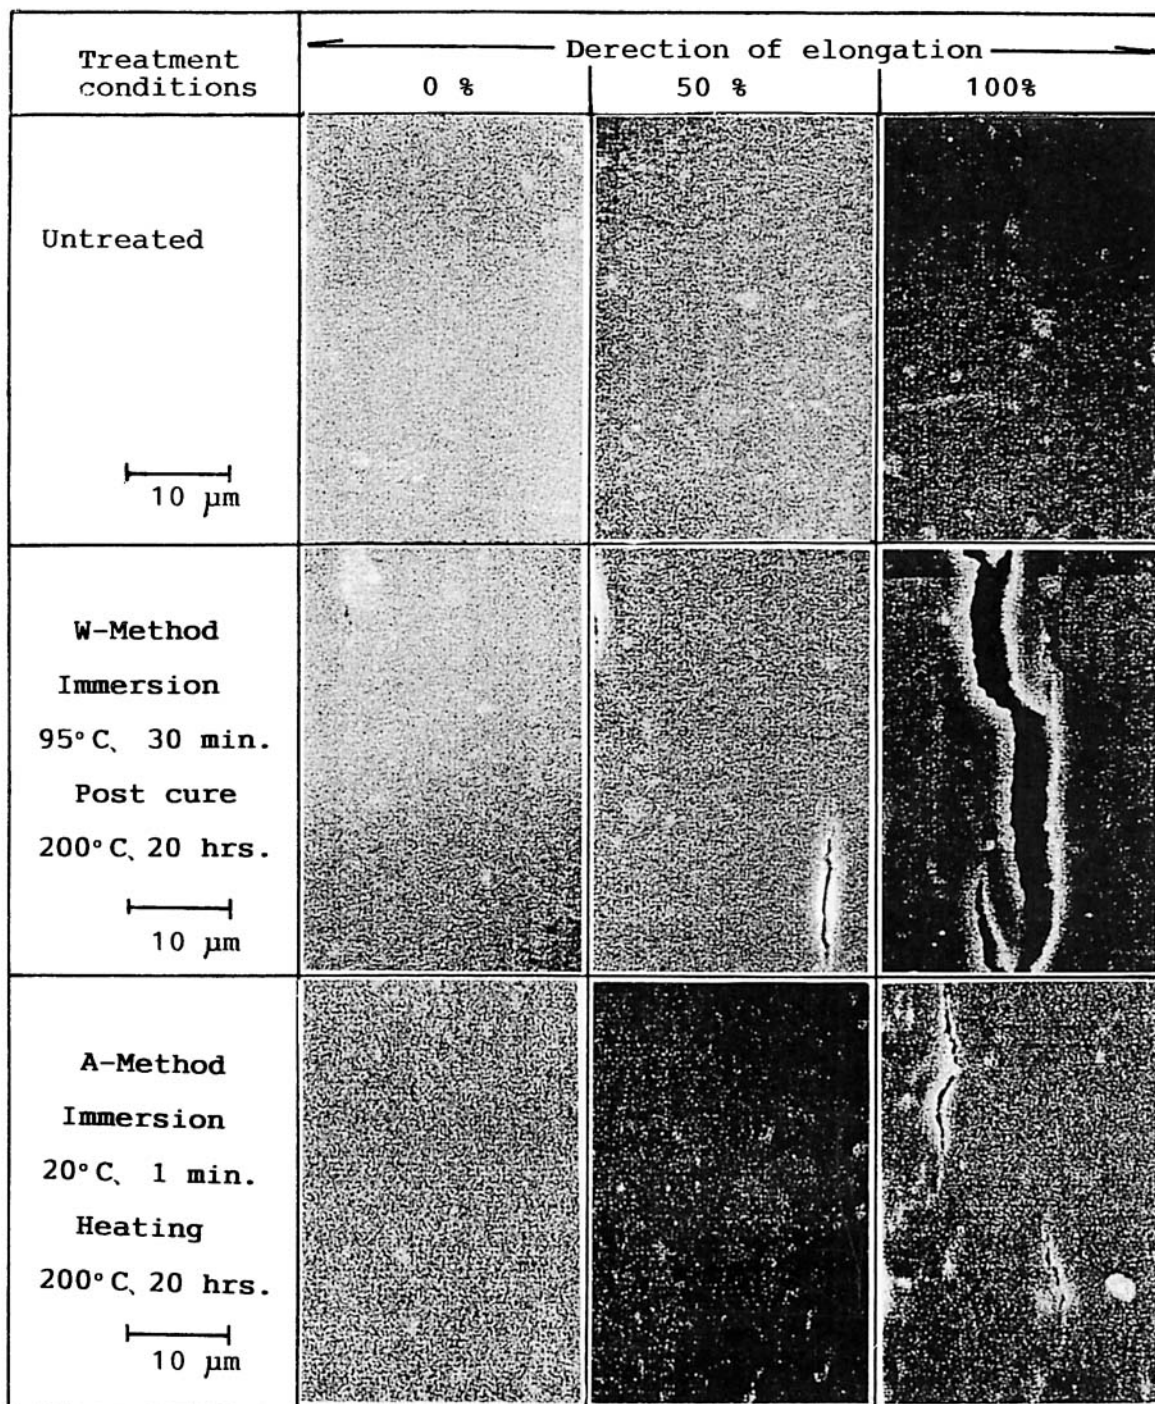 Treatment
conditions
Derection of elongation
0 %
50 %
100%
Untreated
10 µm
W-Method
Immersion
95°C、 30 min.
Post cure
200°C、20 hrs.
10 µm
A-Method
Immersion
20°C、 1 min.
Heating
200°C、20 hrs.
10 µm